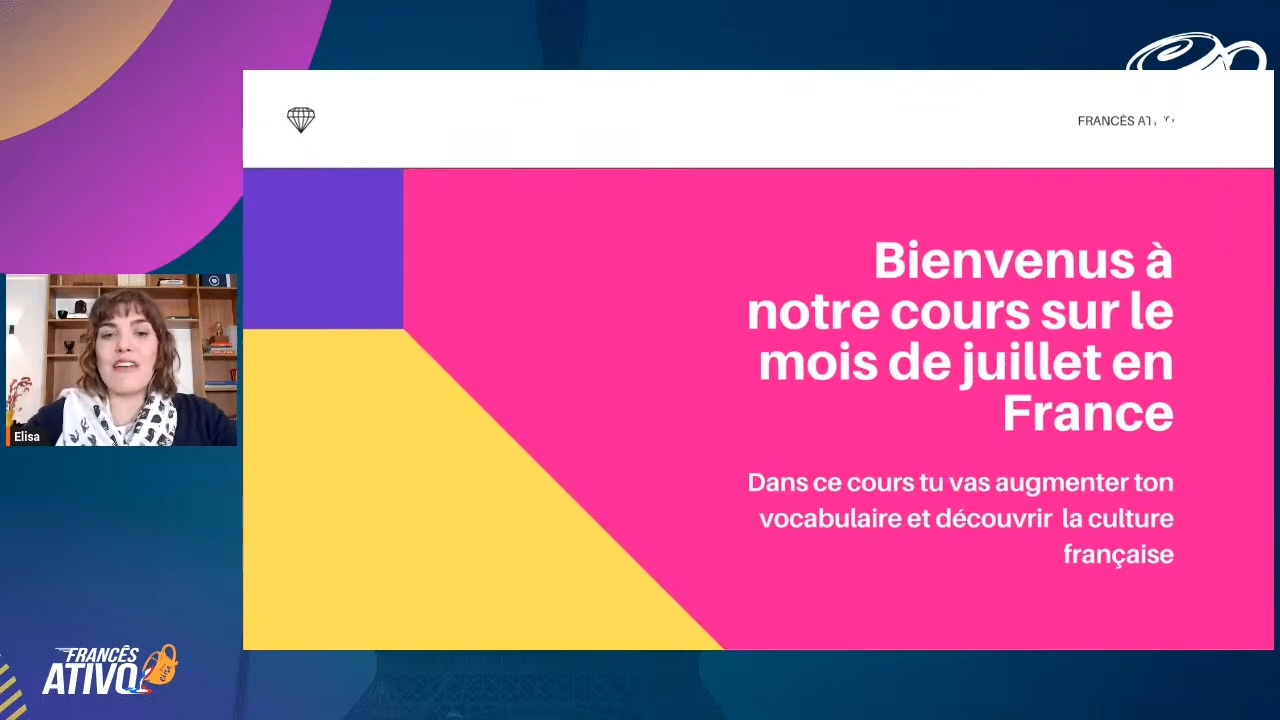 FRANCÊS
Bienvenus à
notre cours sur le
mois de juillet en
France
Dans ce cours tu vas augmenter ton
vocabulaire et découvrir la culture
française
Elisa
FRANCÊS
ATIVO